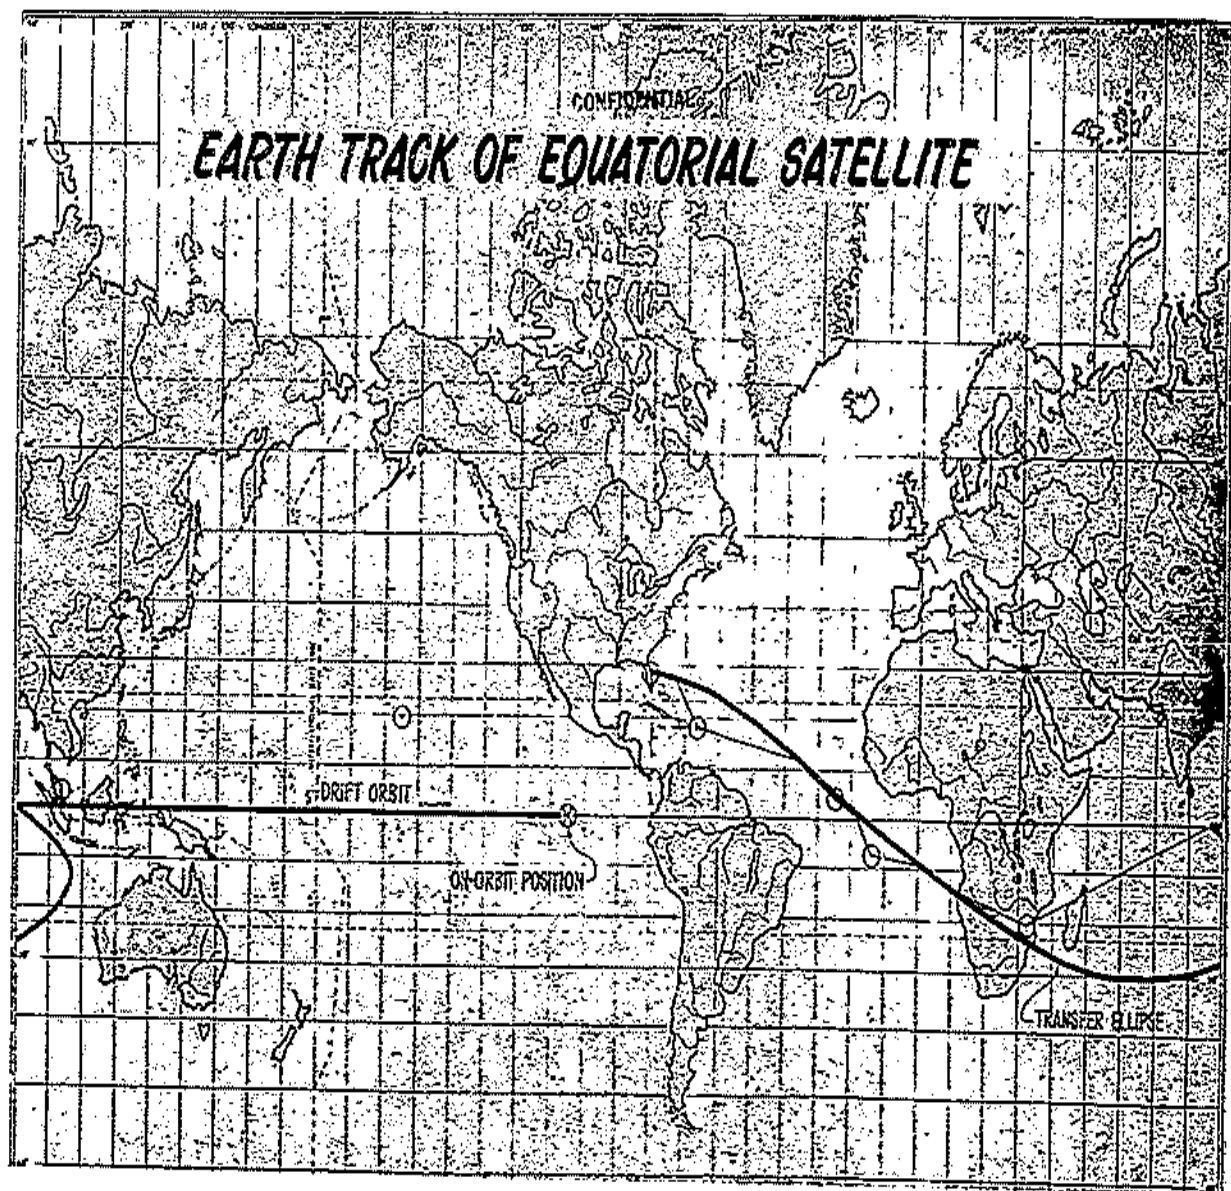 CONFIDENTIAL
EARTH TRACK OF EQUATORIAL SATELLITE
DRIFT ORBIT
ON-ORBIT POSITION
TRANSFER ELLIPSE